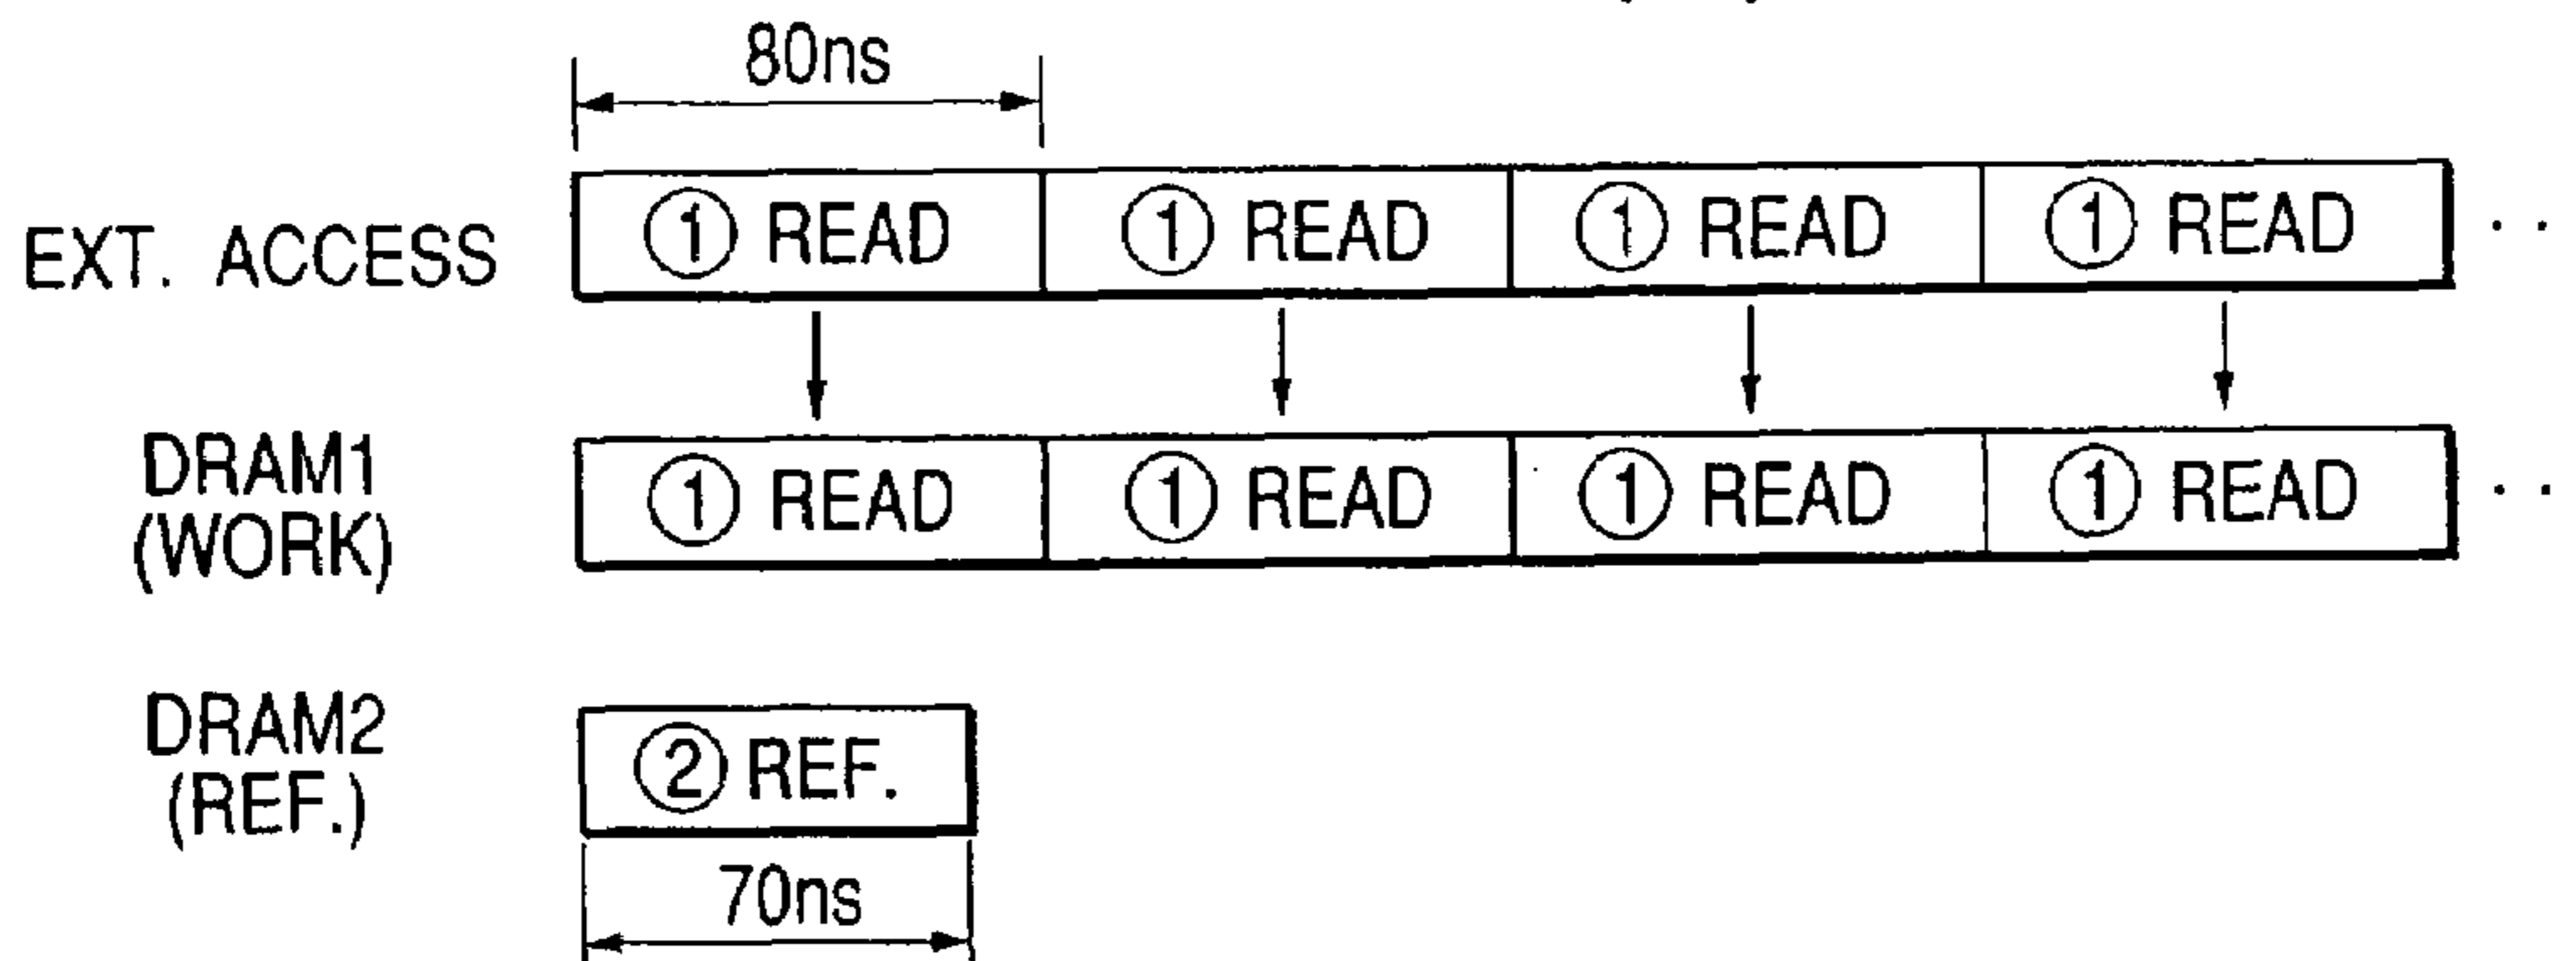 80ns
EXT. ACCESS ① READ ① READ ① READ ① READ ··
DRAM1
(WORK) ① READ ① READ ① READ ① READ ··
DRAM2
(REF.) ② REF.
70ns